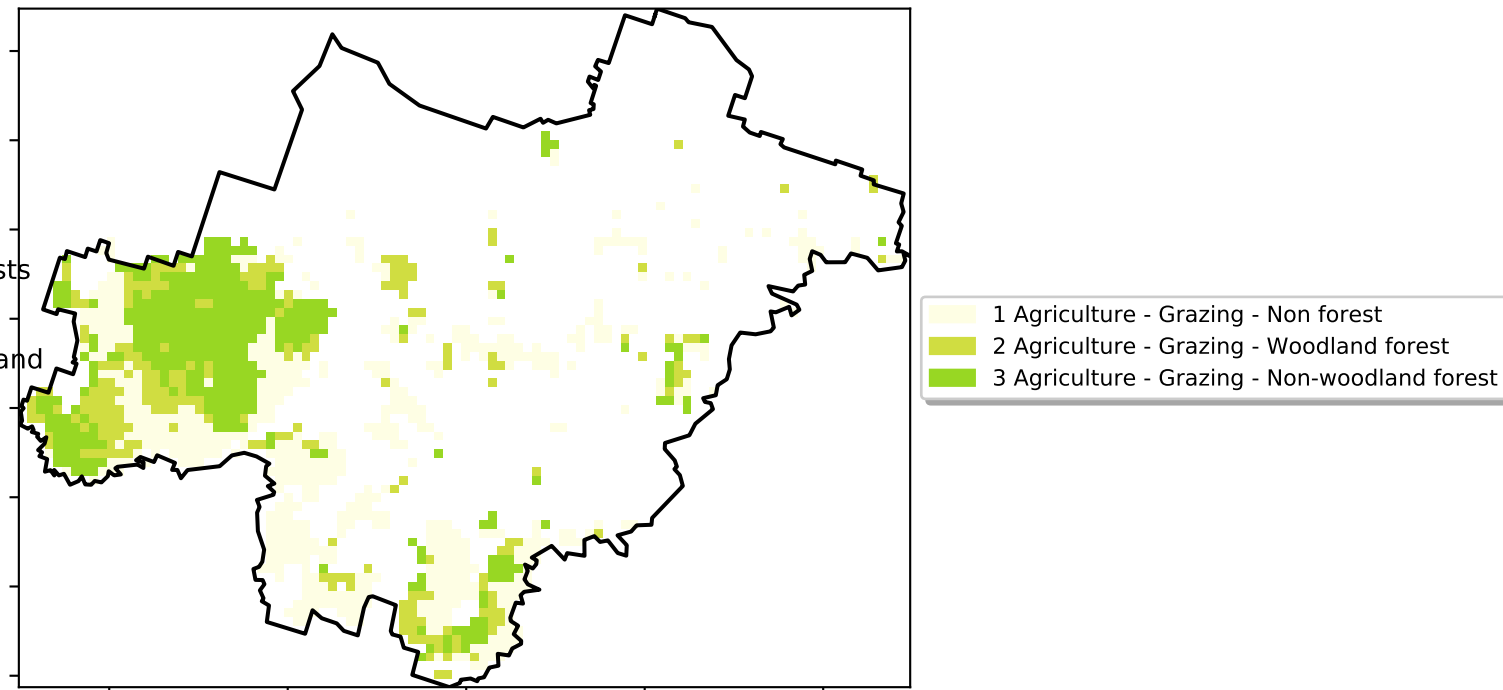 sts
and
1 Agriculture - Grazing - Non forest
2 Agriculture - Grazing - Woodland forest
3 Agriculture - Grazing - Non-woodland forest